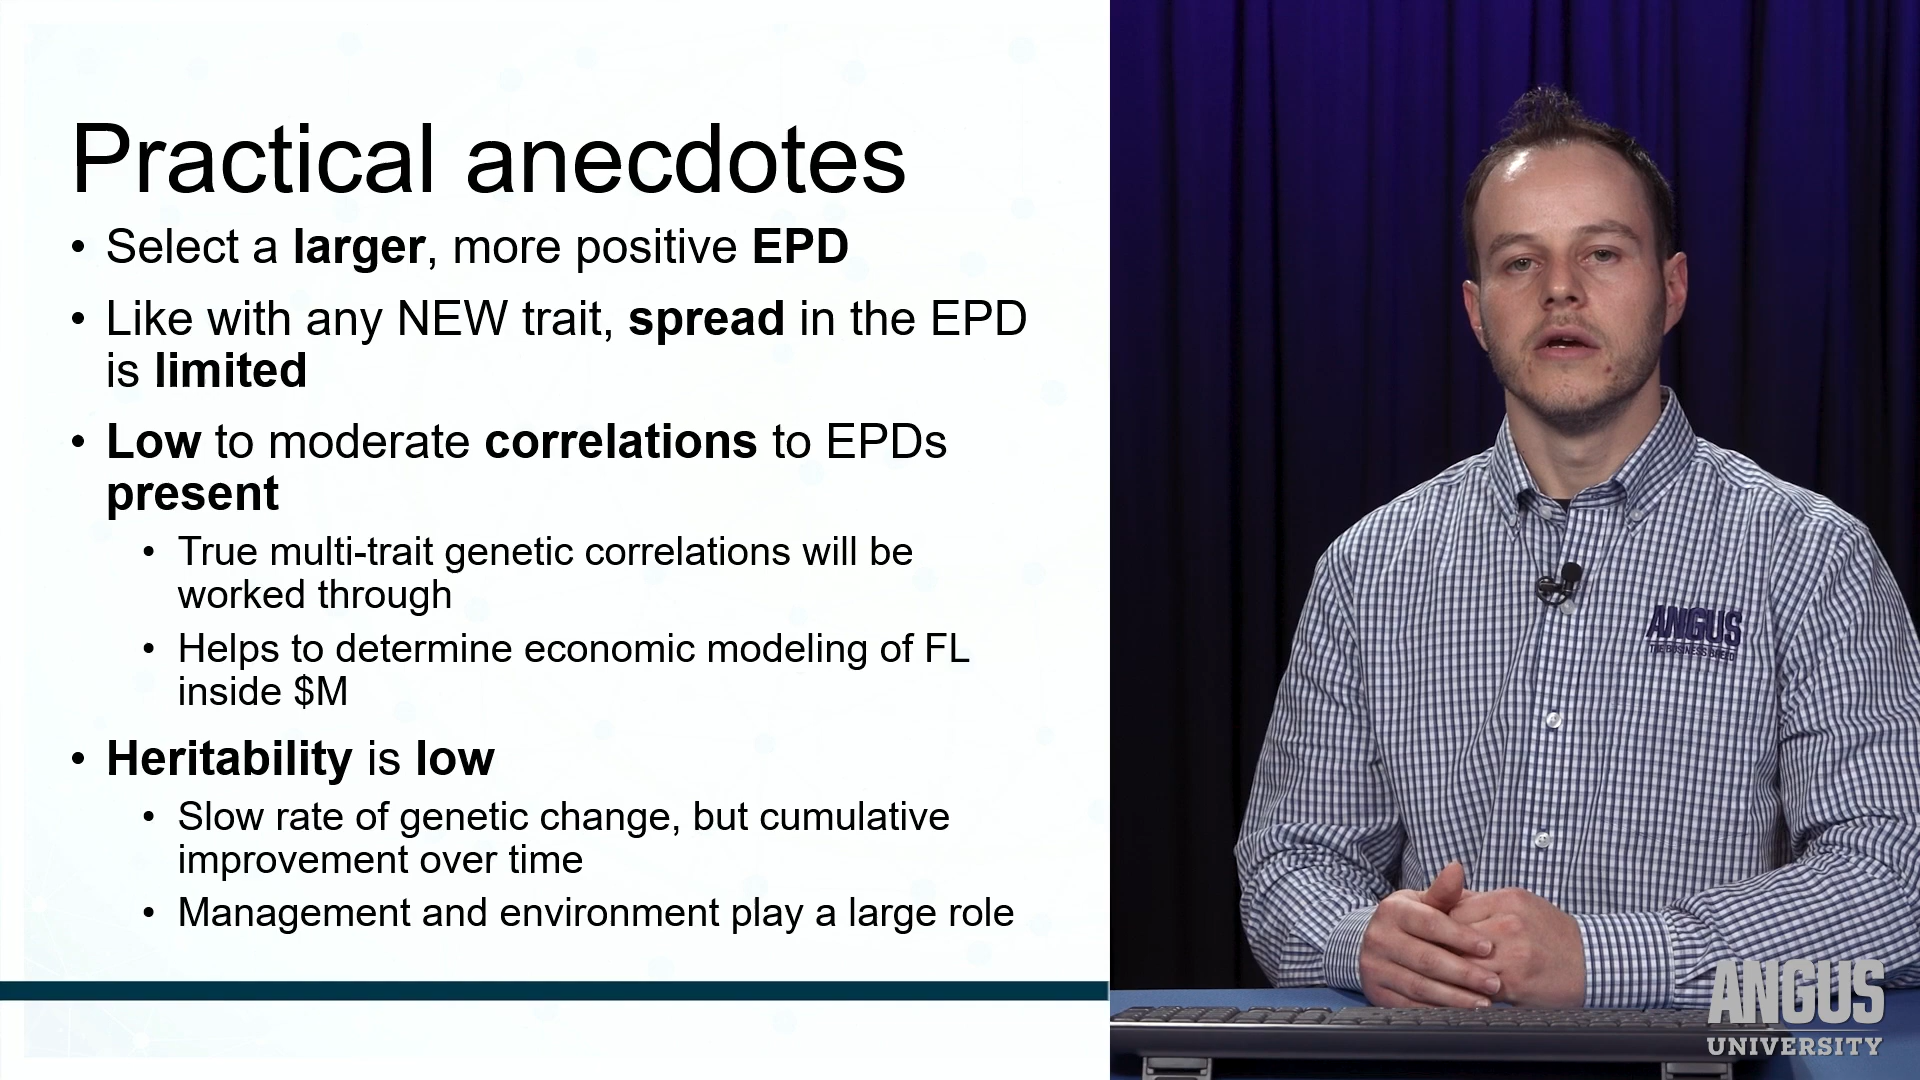 Practical anecdotes
• Select a larger, more positive EPD
• Like with any NEW trait, spread in the EPD
is limited
• Low to moderate correlations to EPDs
present
• True multi-trait genetic correlations will be
worked through
• Helps to determine economic modeling of FL
inside $M
• Heritability is low
• Slow rate of genetic change, but cumulative
improvement over time
• Management and environment play a large role
ANGUS
THE BUSINESS BREED
ANGUS
UNIVERSITY